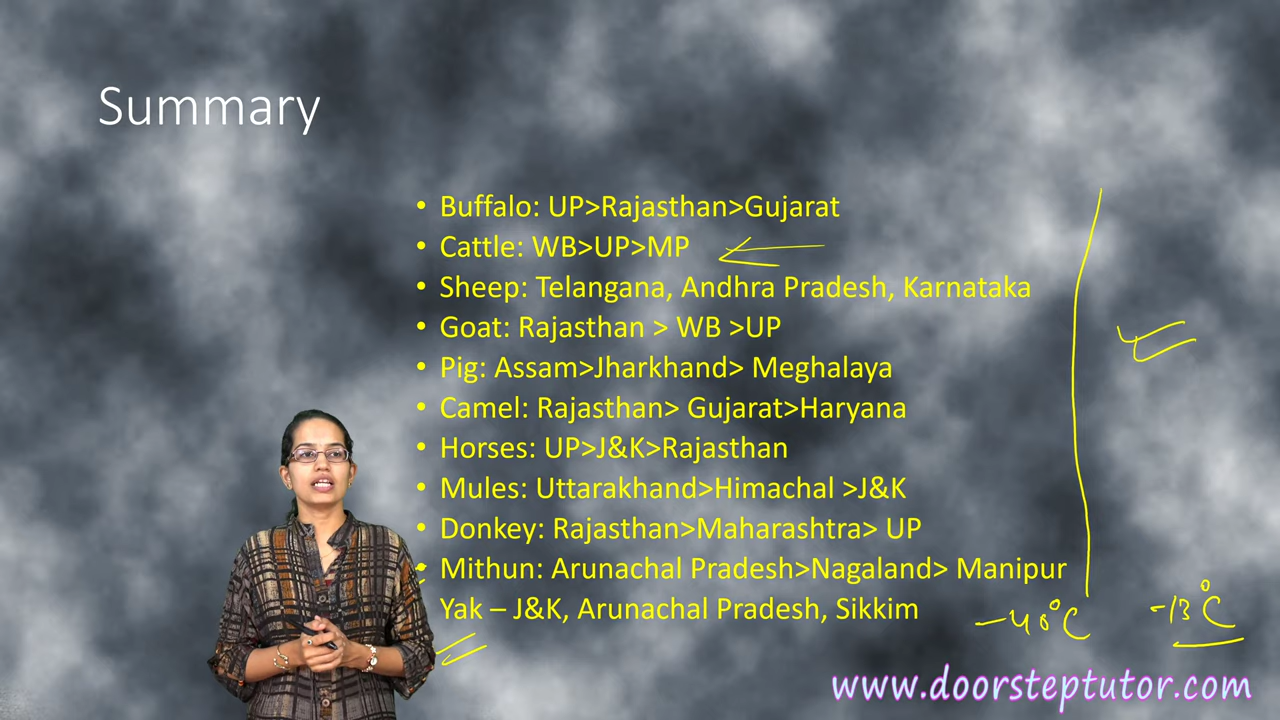 Summary
• Buffalo: UP>Rajasthan>Gujarat
• Cattle: WB>UP>MP
• Sheep: Telangana, Andhra Pradesh, Karnataka
• Goat: Rajasthan > WB >UP
• Pig: Assam>Jharkhand> Meghalaya
• Camel: Rajasthan> Gujarat>Haryana
• Horses: UP>J&K>Rajasthan
• Mules: Uttarakhand>Himachal >J&K
• Donkey: Rajasthan>Maharashtra> UP
• Mithun: Arunachal Pradesh>Nagaland> Manipur
Yak – J&K, Arunachal Pradesh, Sikkim
-40°C
-13°C
www.doorsteptutor.com